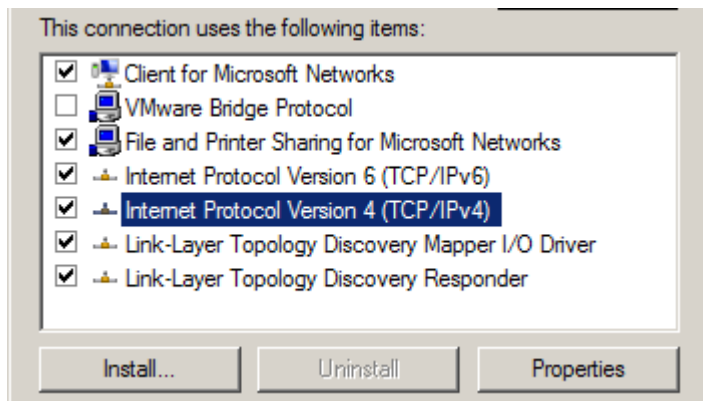 This connection uses the following items:
Client for Microsoft Networks
VMware Bridge Protocol
File and Printer Sharing for Microsoft Networks
Internet Protocol Version 6 (TCP/IPv6)
Internet Protocol Version 4 (TCP/IPv4)
Link-Layer Topology Discovery Mapper I/O Driver
Link-Layer Topology Discovery Responder
Install... Uninstall Properties